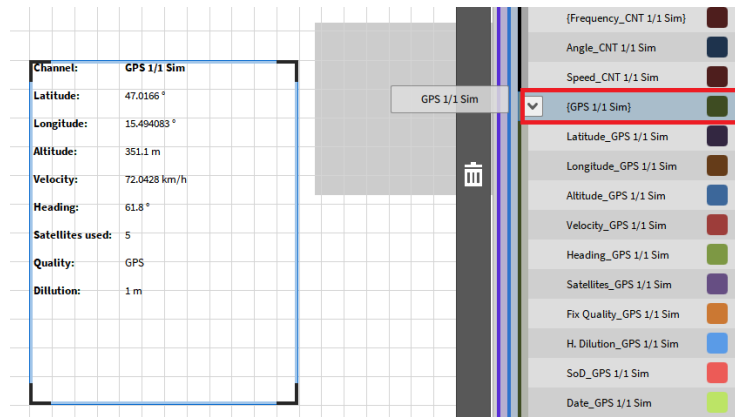 Channel: GPS 1/1 Sim
Latitude: 47.0166 °
Longitude: 15.494083 °
Altitude: 351.1 m
Velocity: 72.0428 km/h
Heading: 61.8 °
Satellites used: 5
Quality: GPS
Dillution: 1 m
GPS 1/1 Sim
{Frequency_CNT 1/1 Sim}
Angle_CNT 1/1 Sim
Speed_CNT 1/1 Sim
{GPS 1/1 Sim}
Latitude_GPS 1/1 Sim
Longitude_GPS 1/1 Sim
Altitude_GPS 1/1 Sim
Velocity_GPS 1/1 Sim
Heading_GPS 1/1 Sim
Satellites_GPS 1/1 Sim
Fix Quality_GPS 1/1 Sim
H. Dilution_GPS 1/1 Sim
SoD_GPS 1/1 Sim
Date_GPS 1/1 Sim